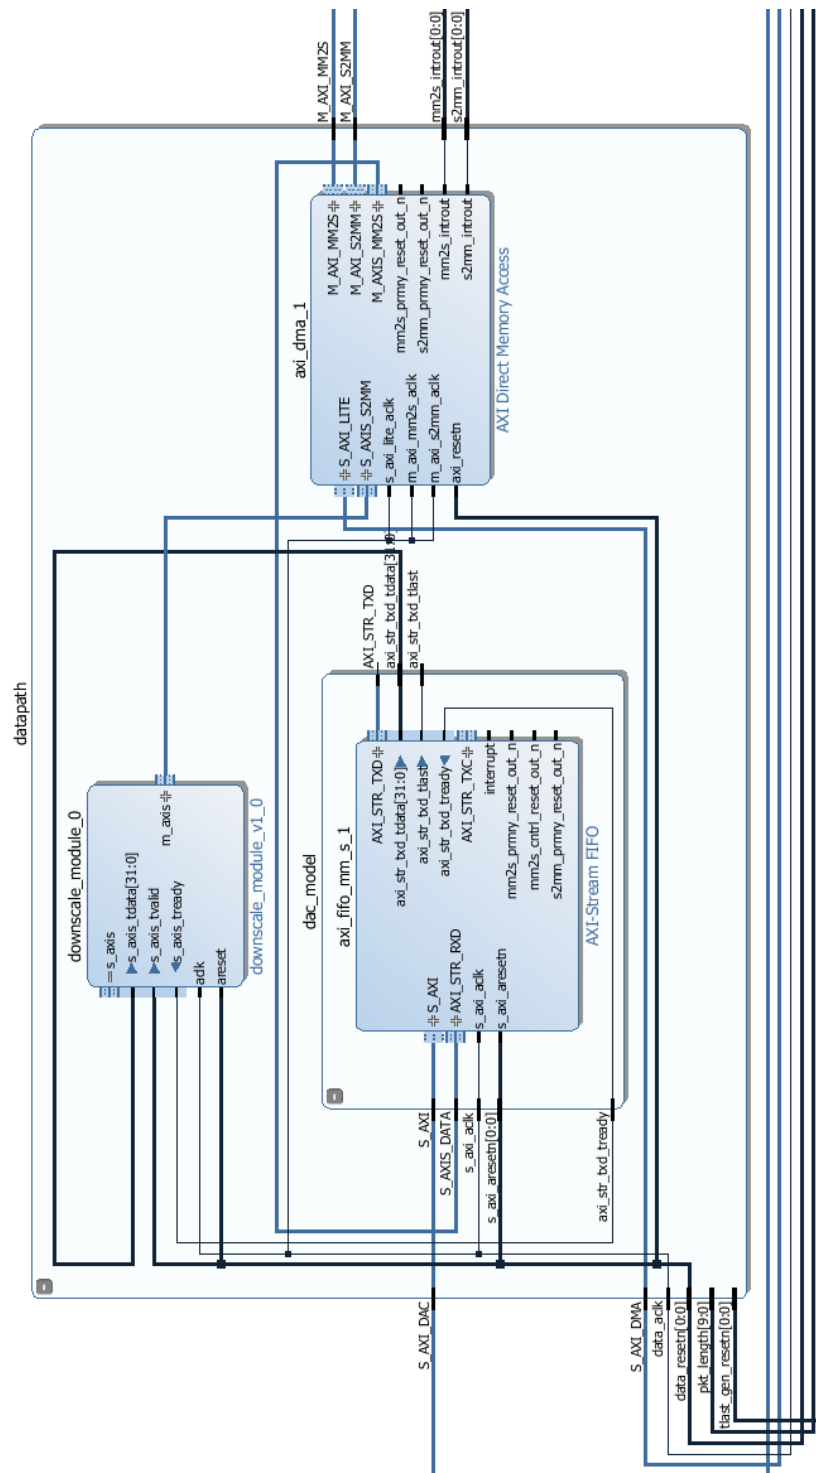 datapath
downscale_module_0
s_axis
s_axis_tdata[31:0]
s_axis_tvalid
s_axis_tready
aclk
areset
m_axis
downscale_module_v1_0
dac_model
axi_fifo_mm_s_1
S_AXI
AXI_STR_RXD
s_axi_aclk
s_axi_aresetn
AXI_STR_TXD
axi_str_txd_tdata[31:0]
axi_str_txd_tlast
axi_str_txd_tready
AXI_STR_TXC
interrupt
mm2s_prmry_reset_out_n
mm2s_cntrl_reset_out_n
s2mm_prmry_reset_out_n
AXI-Stream FIFO
S_AXI
S_AXIS_DATA
s_axi_aclk
s_axi_aresetn[0:0]
axi_str_txd_tready
AXI_STR_TXD
axi_str_txd_tdata[31:0]
axi_str_txd_tlast
axi_dma_1
S_AXI_LITE
S_AXIS_S2MM
s_axi_lite_aclk
m_axi_mm2s_aclk
m_axi_s2mm_aclk
axi_resetn
M_AXI_MM2S
M_AXI_S2MM
M_AXIS_MM2S
mm2s_prmry_reset_out_n
s2mm_prmry_reset_out_n
mm2s_introut
s2mm_introut
AXI Direct Memory Access
S_AXI_DAC
S_AXI_DMA
data_aclk
data_resetn[0:0]
pkt_length[9:0]
tlast_gen_resetn[0:0]
M_AXI_MM2S
M_AXI_S2MM
mm2s_introut[0:0]
s2mm_introut[0:0]